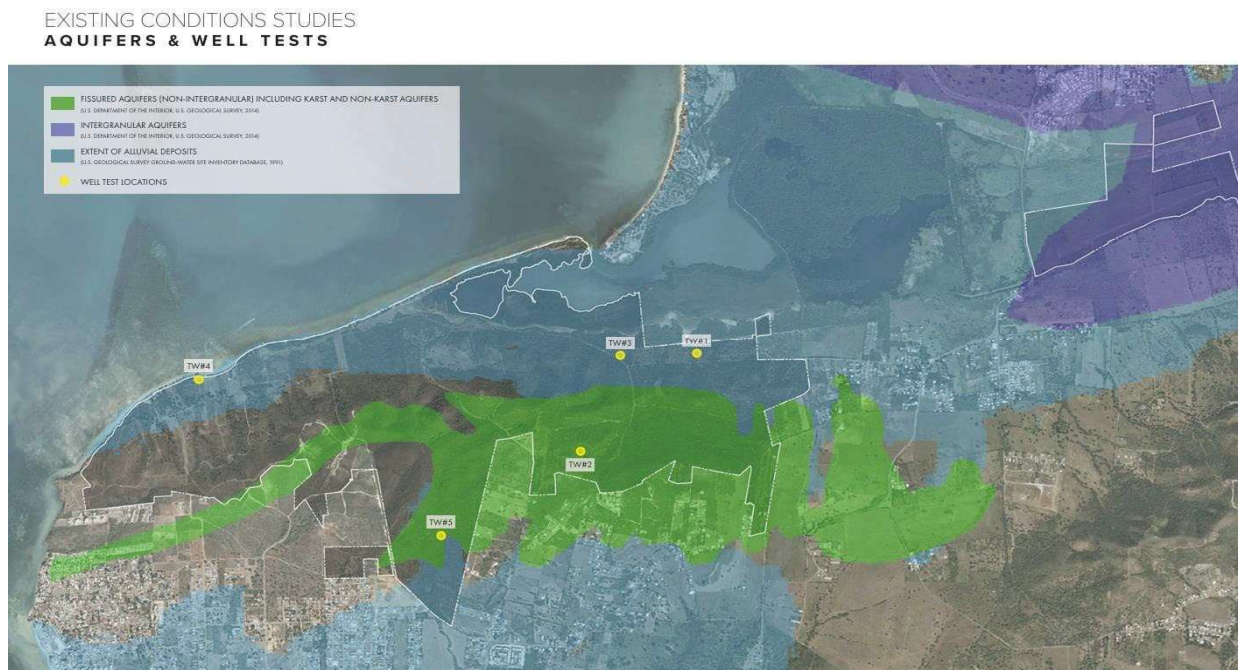 EXISTING CONDITIONS STUDIES
AQUIFERS & WELL TESTS
FISSURED AQUIFERS (NON-INTERGRANULAR) INCLUDING KARST AND NON-KARST AQUIFERS
(U.S. DEPARTMENT OF THE INTERIOR, U.S. GEOLOGICAL SURVEY, 2014)
INTERGRANULAR AQUIFERS
(U.S. DEPARTMENT OF THE INTERIOR, U.S. GEOLOGICAL SURVEY, 2014)
EXTENT OF ALLUVIAL DEPOSITS
(U.S. GEOLOGICAL SURVEY GROUND-WATER SITE INVENTORY DATABASE, 1991)
WELL TEST LOCATIONS
TW#3
TW#1
TW#4
TW#2
TW#5